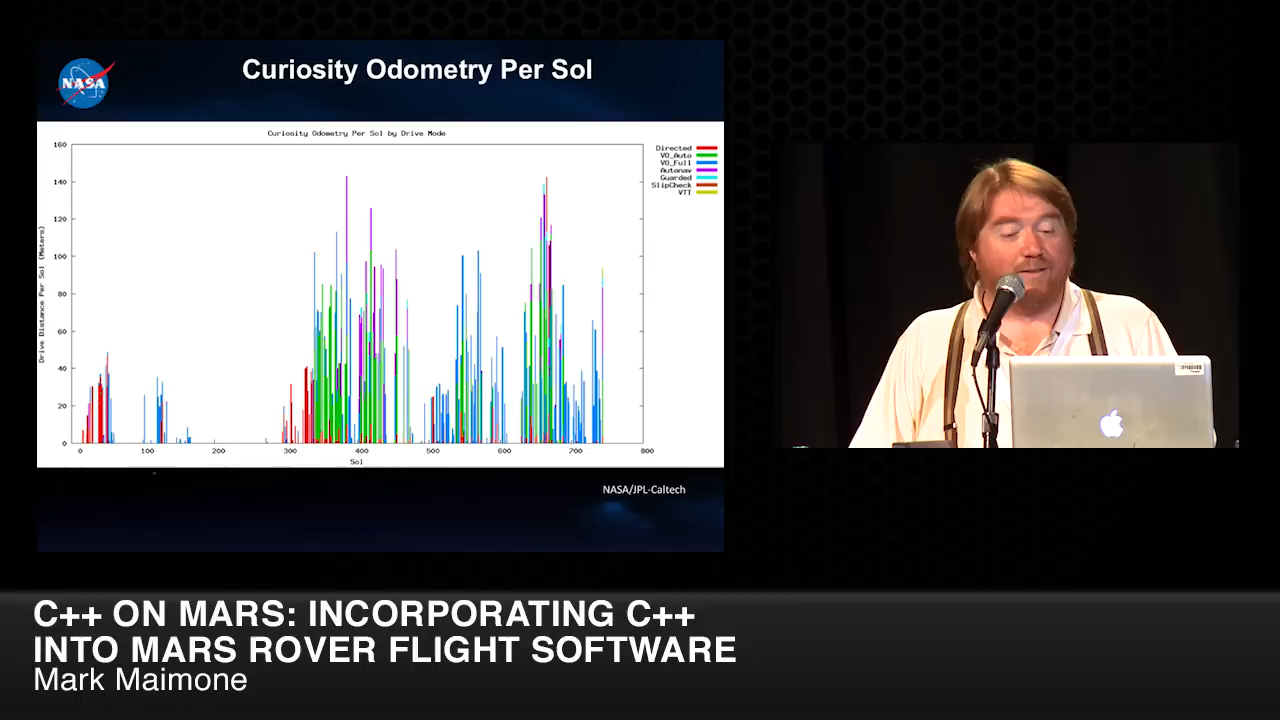 Curiosity Odometry Per Sol
NASA
Curiosity Odometry Per Sol by Drive Mode
Drive Distance Per Sol (Meters)
160
140
120
100
80
60
40
20
0
0 100 200 300 400 500 600 700 800
Sol
Directed
VO_Auto
VO_Full
Autonav
Guarded
SlipCheck
VTT
NASA/JPL-Caltech
C++ ON MARS: INCORPORATING C++
INTO MARS ROVER FLIGHT SOFTWARE
Mark Maimone